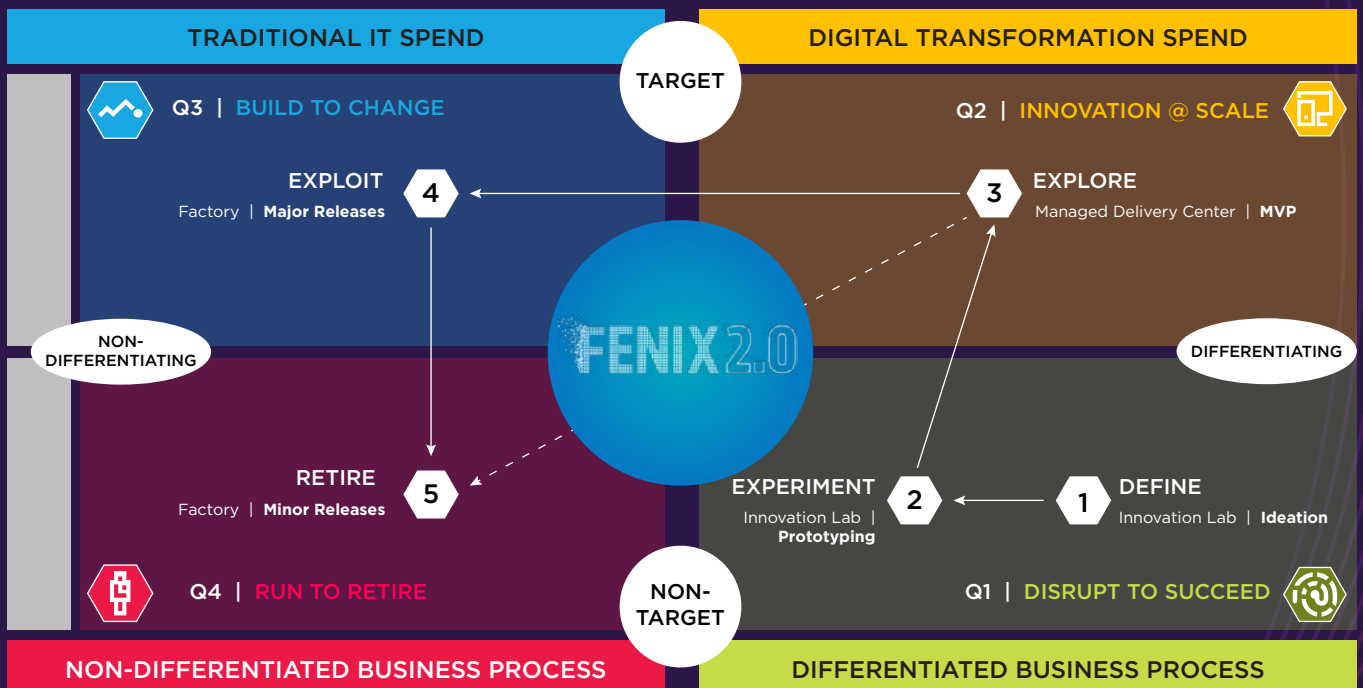 TRADITIONAL IT SPEND
DIGITAL TRANSFORMATION SPEND
TARGET
Q3 | BUILD TO CHANGE
Q2 | INNOVATION @ SCALE
EXPLOIT
4
Factory | Major Releases
3
EXPLORE
Managed Delivery Center | MVP
NON-
DIFFERENTIATING
FENIX 2.0
DIFFERENTIATING
RETIRE
5
Factory | Minor Releases
EXPERIMENT
2
Innovation Lab |
Prototyping
1
DEFINE
Innovation Lab | Ideation
Q4 | RUN TO RETIRE
NON-
TARGET
Q1 | DISRUPT TO SUCCEED
NON-DIFFERENTIATED BUSINESS PROCESS
DIFFERENTIATED BUSINESS PROCESS